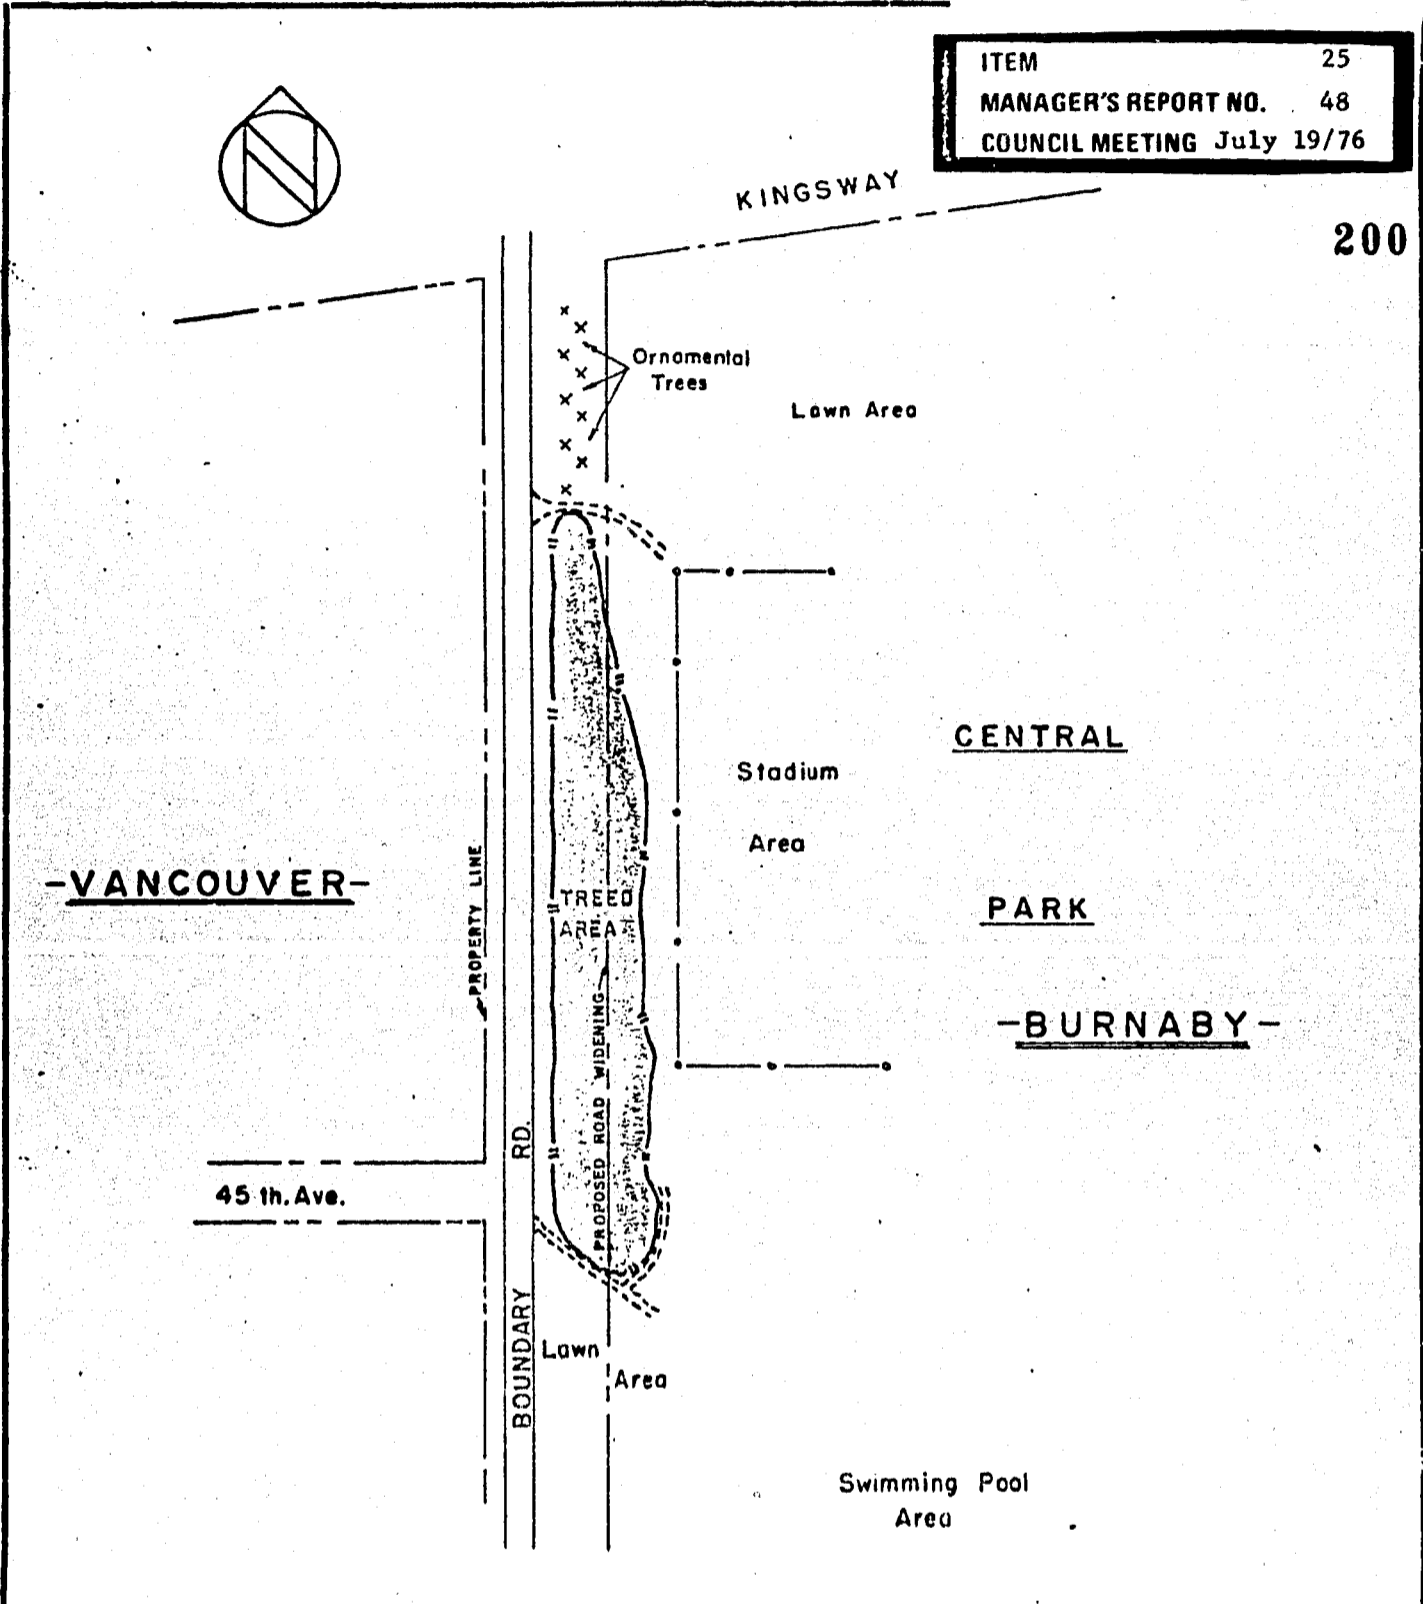 ITEM 25
MANAGER'S REPORT NO. 48
COUNCIL MEETING July 19/76
200
N
KINGSWAY
Ornamental
Trees
Lawn Area
CENTRAL
Stadium
Area
-VANCOUVER-
PROPERTY LINE
TREED
AREA
PARK
PROPOSED ROAD WIDENING
-BURNABY-
45 th. Ave.
BOUNDARY RD.
Lawn
Area
Swimming Pool
Area